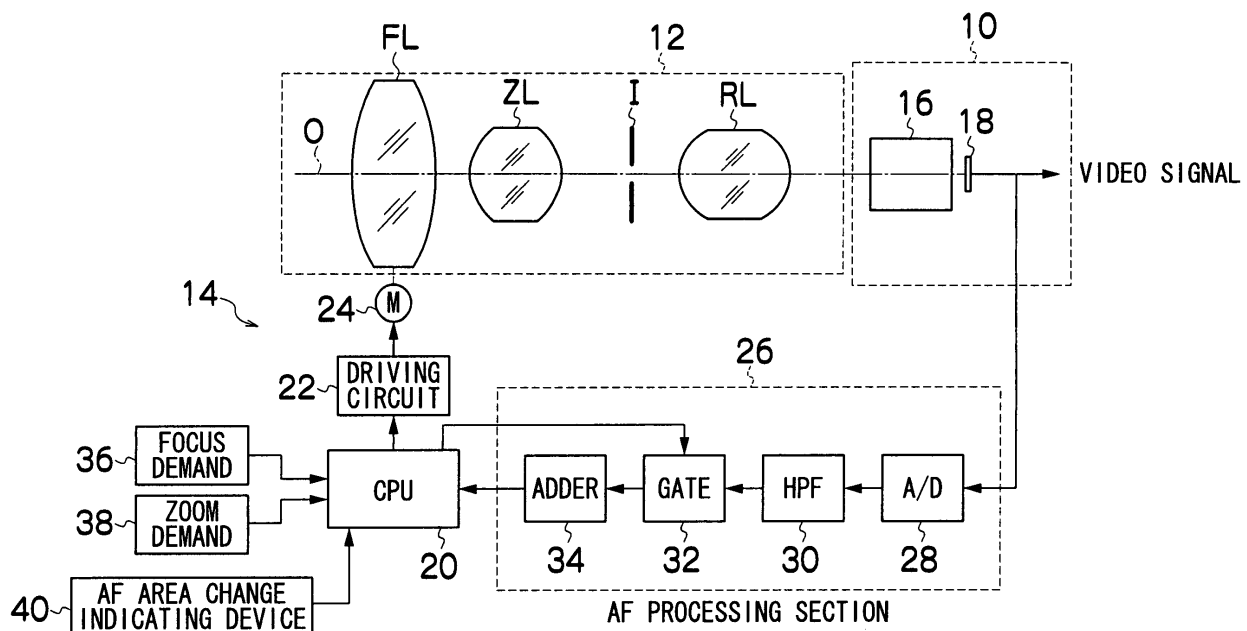 FL
12
10
ZL
I
RL
16
18
O
VIDEO SIGNAL
14
24
M
26
22
DRIVING
CIRCUIT
36
FOCUS
DEMAND
CPU
ADDER
GATE
HPF
A/D
38
ZOOM
DEMAND
20
34
32
30
28
40
AF AREA CHANGE
INDICATING DEVICE
AF PROCESSING SECTION